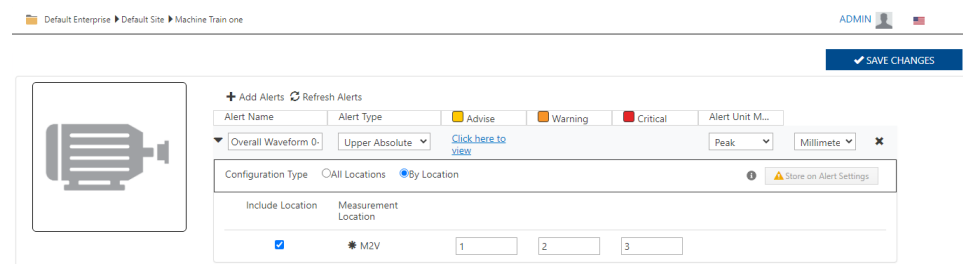 Default Enterprise ▶ Default Site ▶ Machine Train one
ADMIN
✔ SAVE CHANGES
+ Add Alerts Refresh Alerts
Alert Name Alert Type Advise Warning Critical Alert Unit M...
Overall Waveform 0- Upper Absolute Click here to Peak Millimete ✖
view
Configuration Type All Locations By Location Store on Alert Settings
Include Location Measurement
Location
✱ M2V 1 2 3